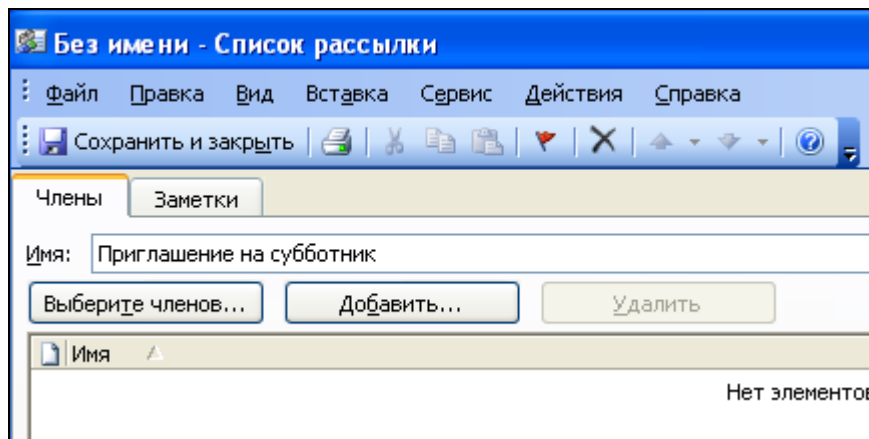 Без имени - Список рассылки
Файл Правка Вид Вставка Сервис Действия Справка
Сохранить и закрыть
Члены Заметки
Имя: Приглашение на субботник
Выберите членов... Добавить... Удалить
Имя
Нет элементов